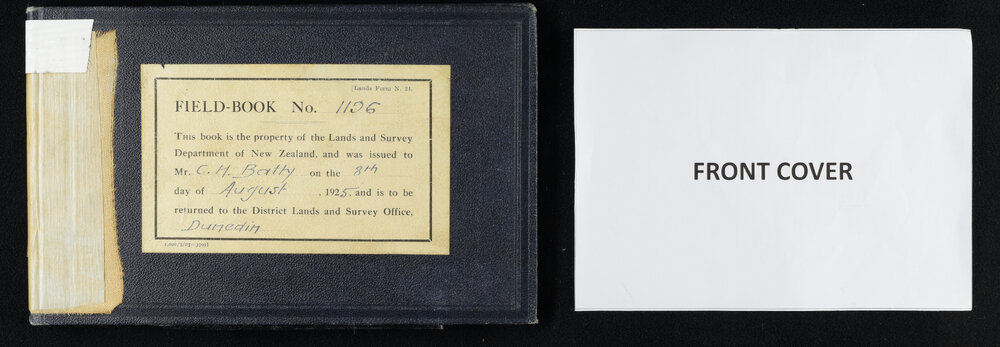 Lands Form N. 24.
FIELD-BOOK No. 1196
THIS book is the property of the Lands and Survey
Department of New Zealand, and was issued to
Mr. C. H. Batty on the 8th
day of August , 1925, and is to be
returned to the District Lands and Survey Office,
Dunedin
FRONT COVER